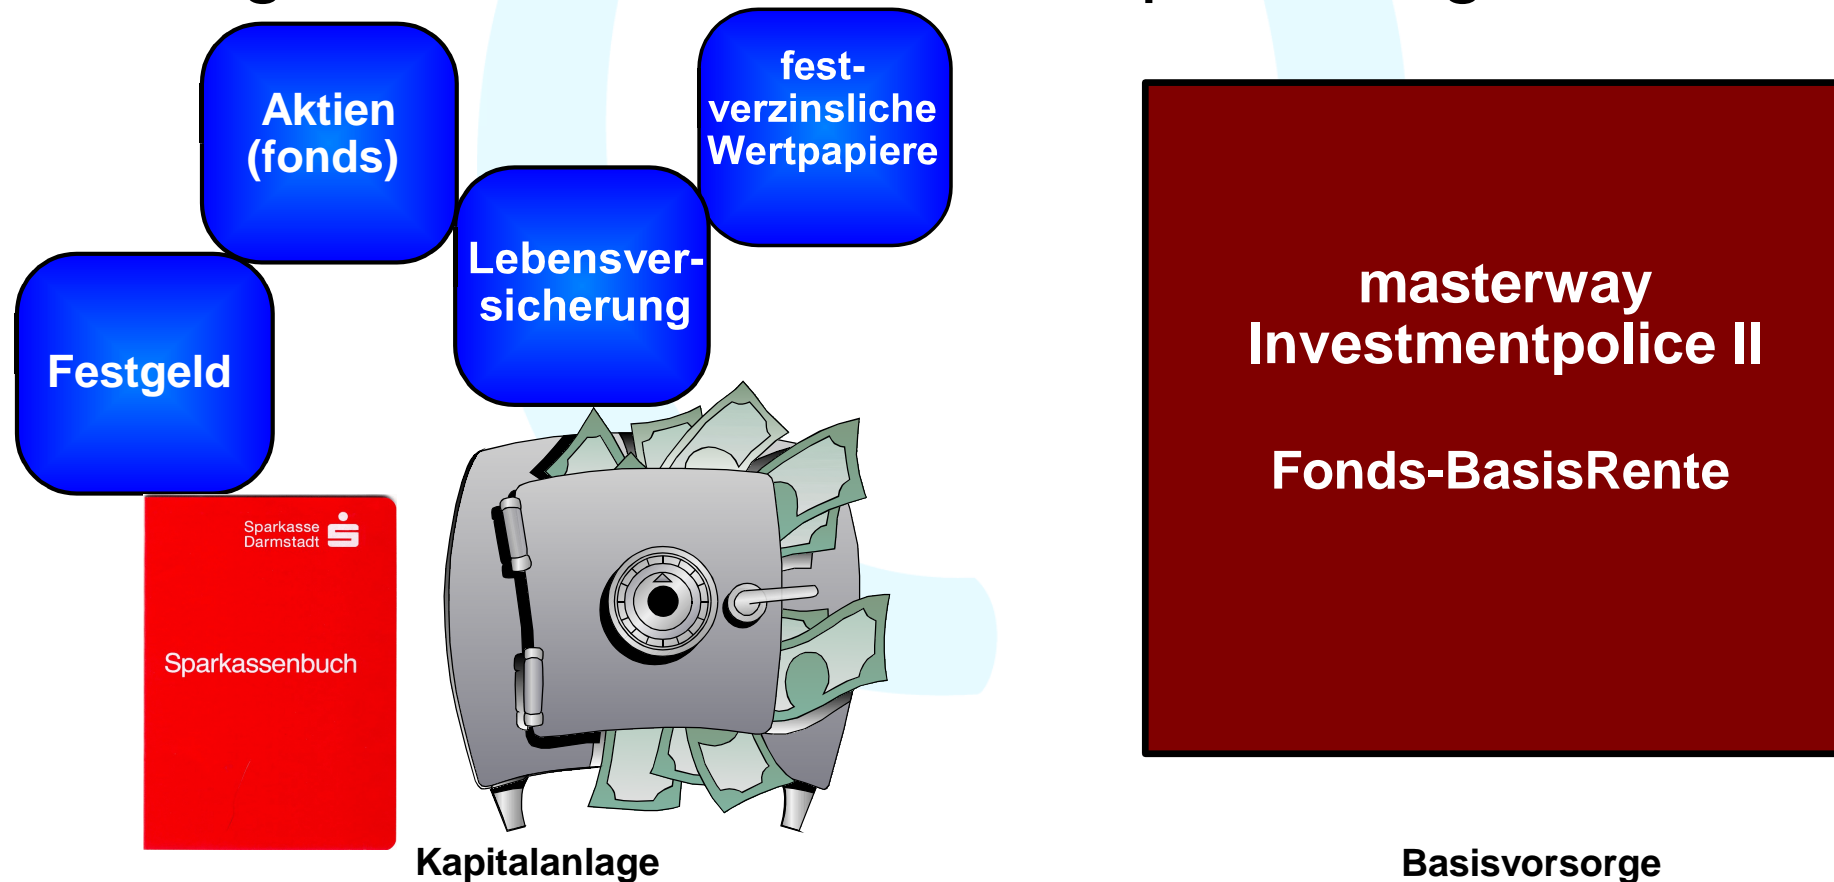 Aktien
(fonds)
fest-
verzinsliche
Wertpapiere
Lebensver-
sicherung
Festgeld
Sparkasse
Darmstadt
Sparkassenbuch
Kapitalanlage
masterway
Investmentpolice II
Fonds-BasisRente
Basisvorsorge